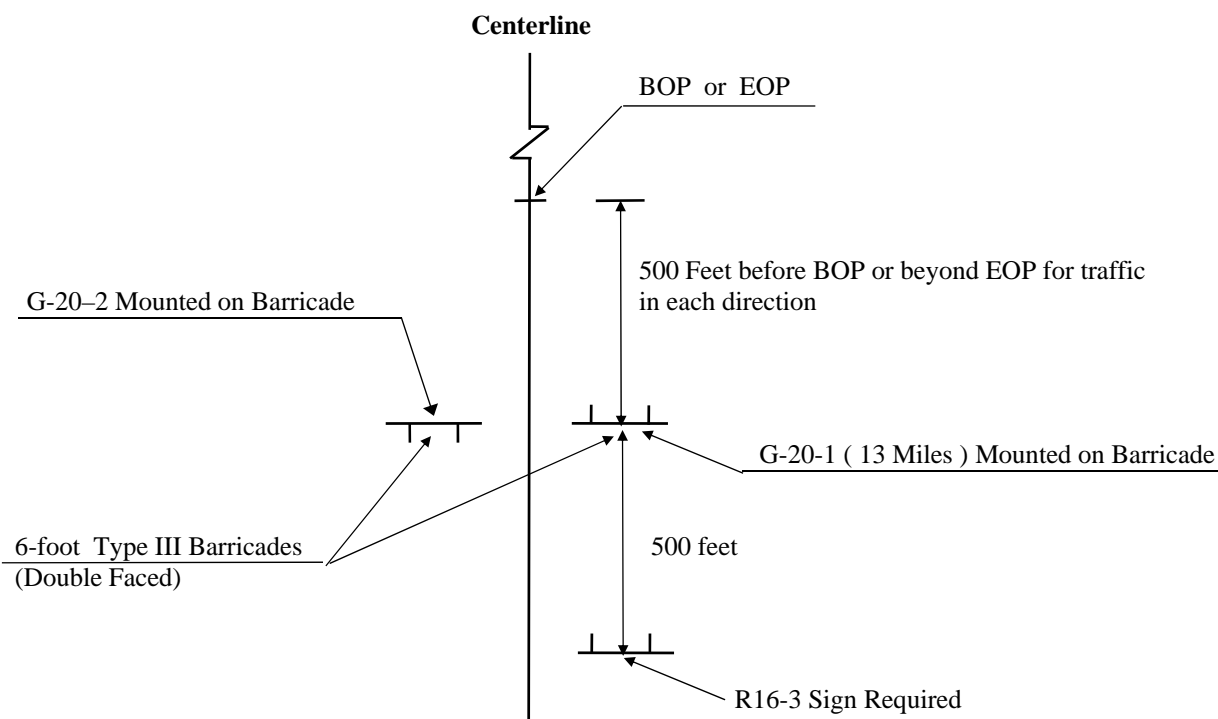 Centerline
BOP or EOP
500 Feet before BOP or beyond EOP for traffic
in each direction
G-20–2 Mounted on Barricade
G-20-1 ( 13 Miles ) Mounted on Barricade
6-foot Type III Barricades
(Double Faced)
500 feet
R16-3 Sign Required